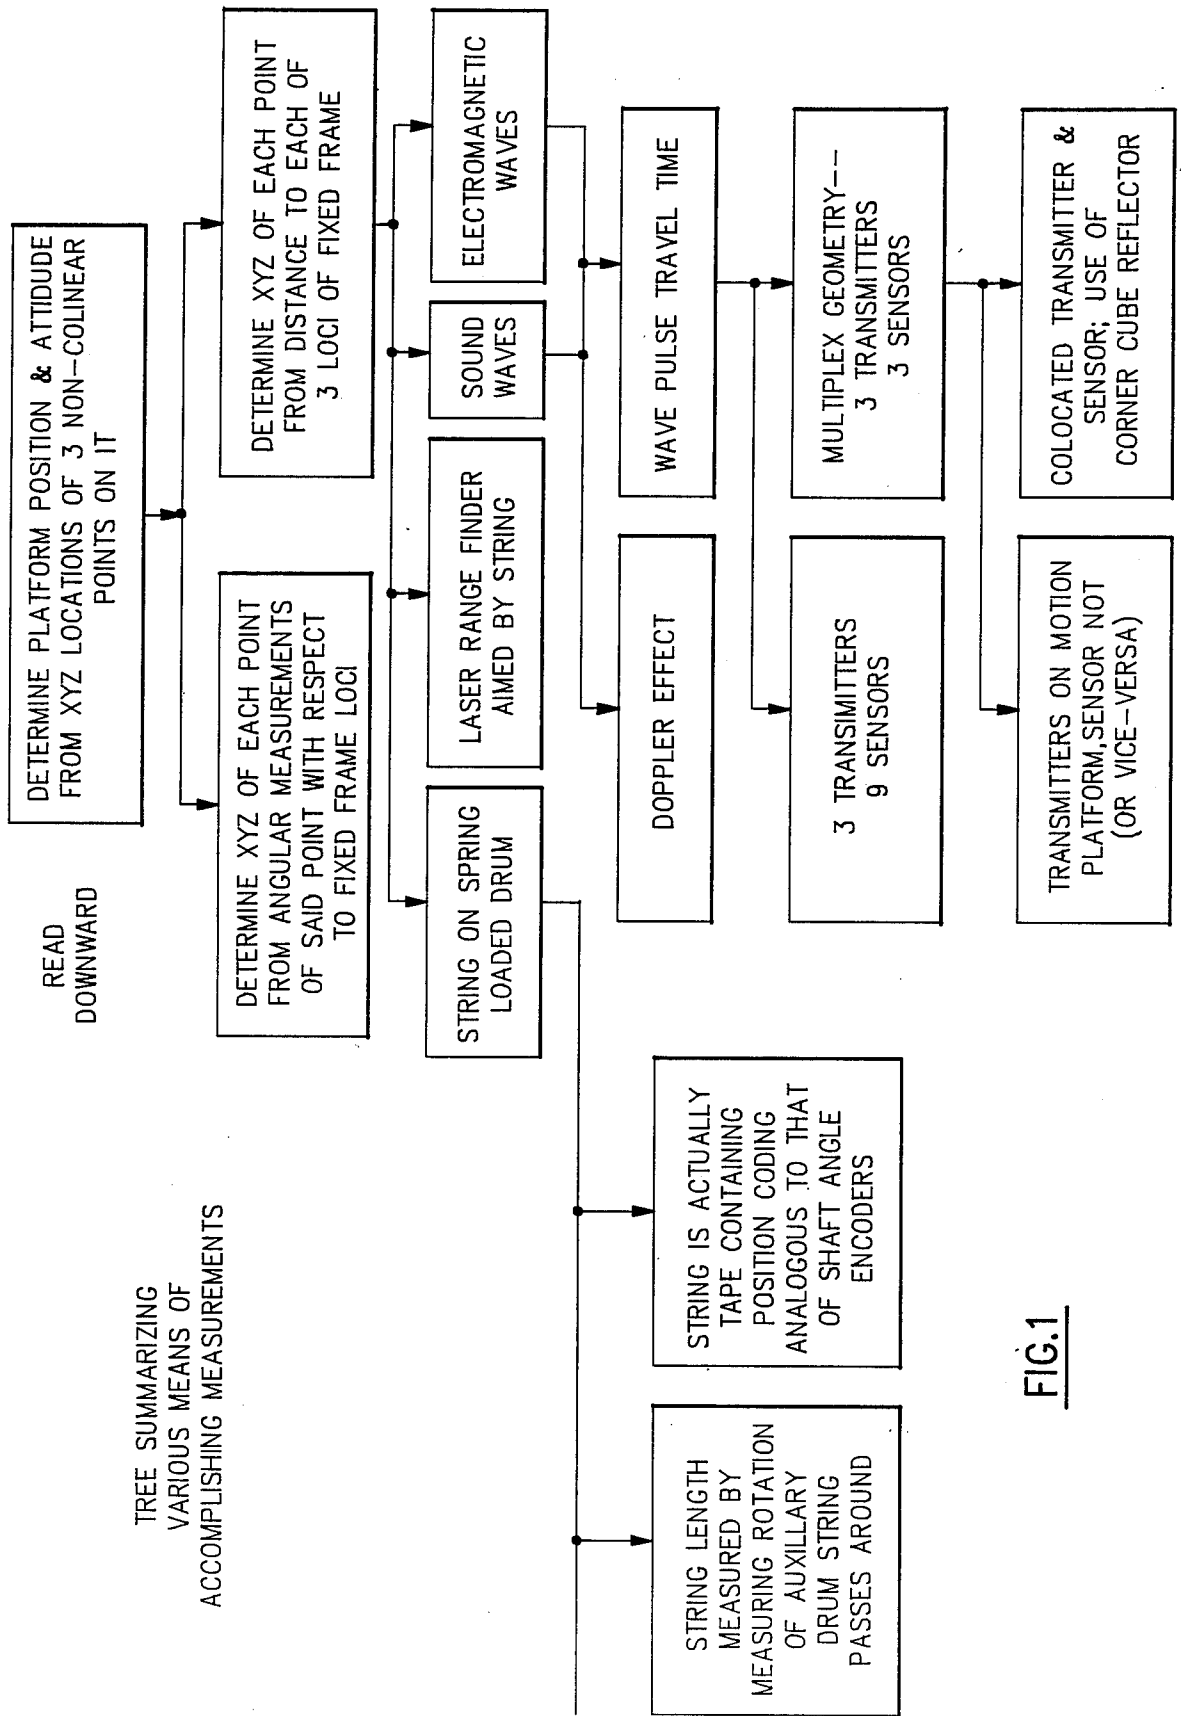 TREE SUMMARIZING
VARIOUS MEANS OF
ACCOMPLISHING MEASUREMENTS
READ
DOWNWARD
DETERMINE PLATFORM POSITION & ATTIDUDE
FROM XYZ LOCATIONS OF 3 NON-COLINEAR
POINTS ON IT
DETERMINE XYZ OF EACH POINT
FROM ANGULAR MEASUREMENTS
OF SAID POINT WITH RESPECT
TO FIXED FRAME LOCI
DETERMINE XYZ OF EACH POINT
FROM DISTANCE TO EACH OF
3 LOCI OF FIXED FRAME
STRING ON SPRING
LOADED DRUM
LASER RANGE FINDER
AIMED BY STRING
SOUND
WAVES
ELECTROMAGNETIC
WAVES
STRING LENGTH
MEASURED BY
MEASURING ROTATION
OF AUXILLARY
DRUM STRING
PASSES AROUND
STRING IS ACTUALLY
TAPE CONTAINING
POSITION CODING
ANALOGOUS TO THAT
OF SHAFT ANGLE
ENCODERS
DOPPLER EFFECT
WAVE PULSE TRAVEL TIME
3 TRANSIMITTERS
9 SENSORS
MULTIPLEX GEOMETRY--
3 TRANSMITTERS
3 SENSORS
TRANSMITTERS ON MOTION
PLATFORM,SENSOR NOT
(OR VICE-VERSA)
COLOCATED TRANSMITTER &
SENSOR; USE OF
CORNER CUBE REFLECTOR
FIG.1